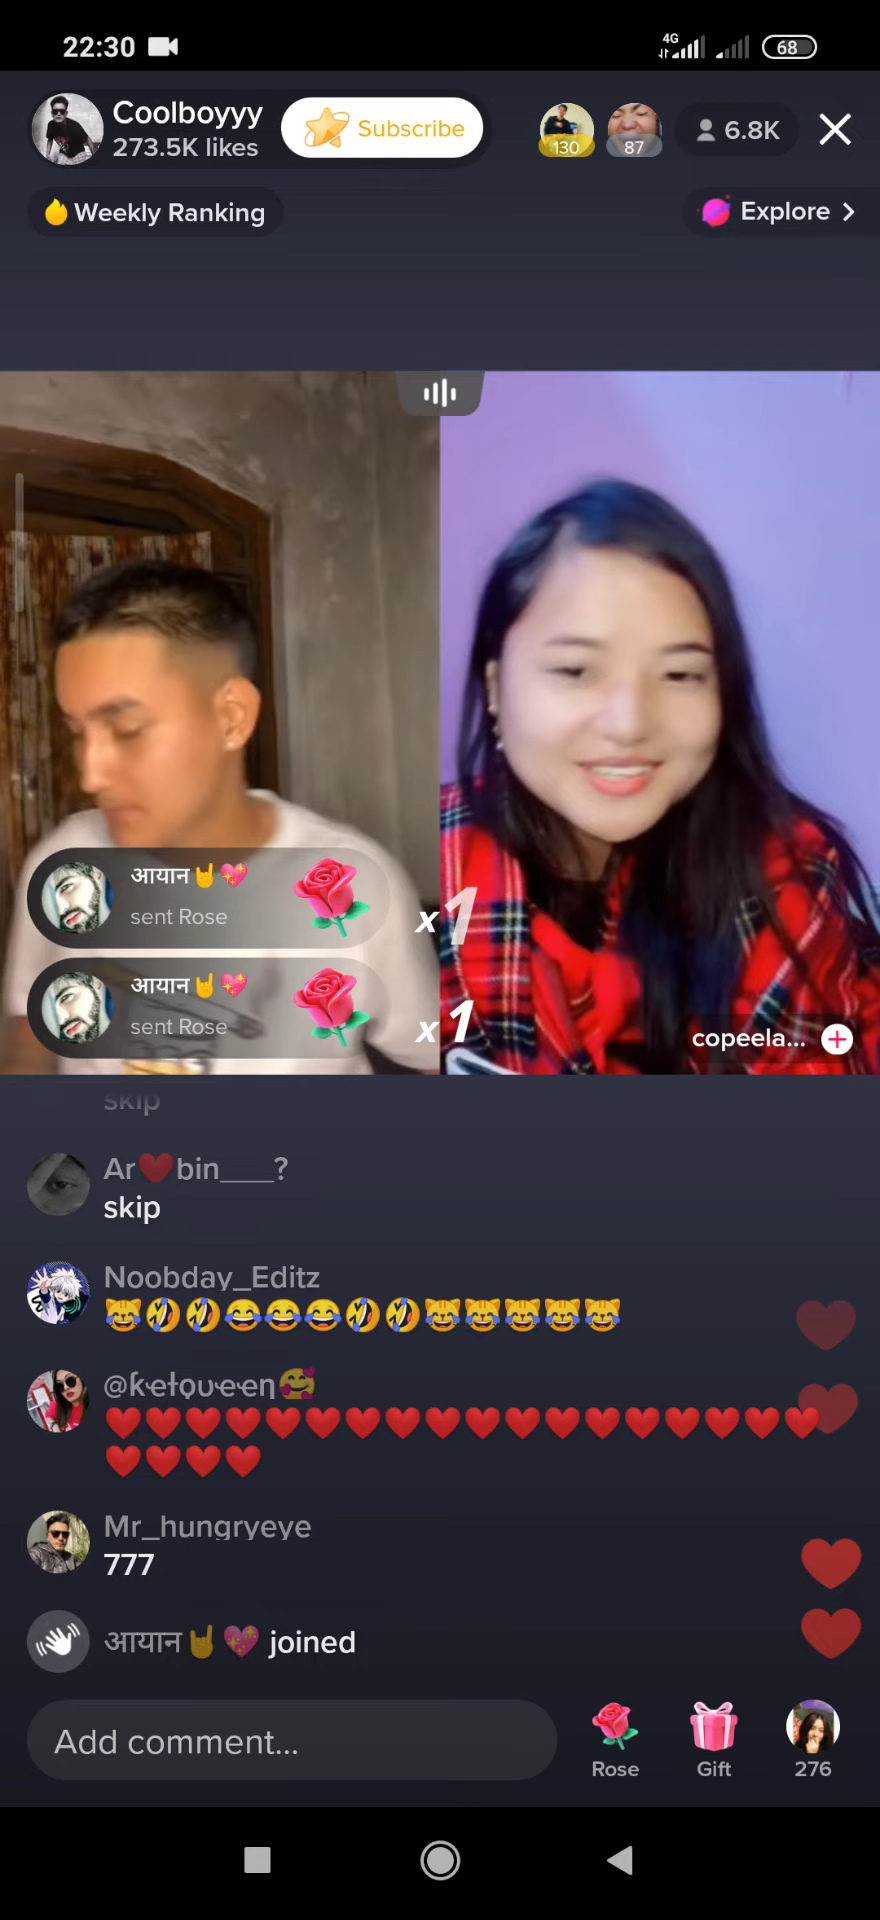 22:30
4G
68
Coolboyyy
273.5K likes
Subscribe
130
87
6.8K
Weekly Ranking
Explore
आयान🤘💖
sent Rose
x1
आयान🤘💖
sent Rose
x1
copeela...
skip
Ar❤️bin___?
skip
Noobday_Editz
😹🤣🤣😂😂😂🤣🤣😹😹😹😹😹
@ƙҽƚϙυҽҽη🥰
❤️❤️❤️❤️❤️❤️❤️❤️❤️❤️❤️❤️❤️❤️❤️❤️❤️❤️
❤️❤️❤️❤️
Mr_hungryeye
777
आयान🤘💖 joined
Add comment...
Rose
Gift
276